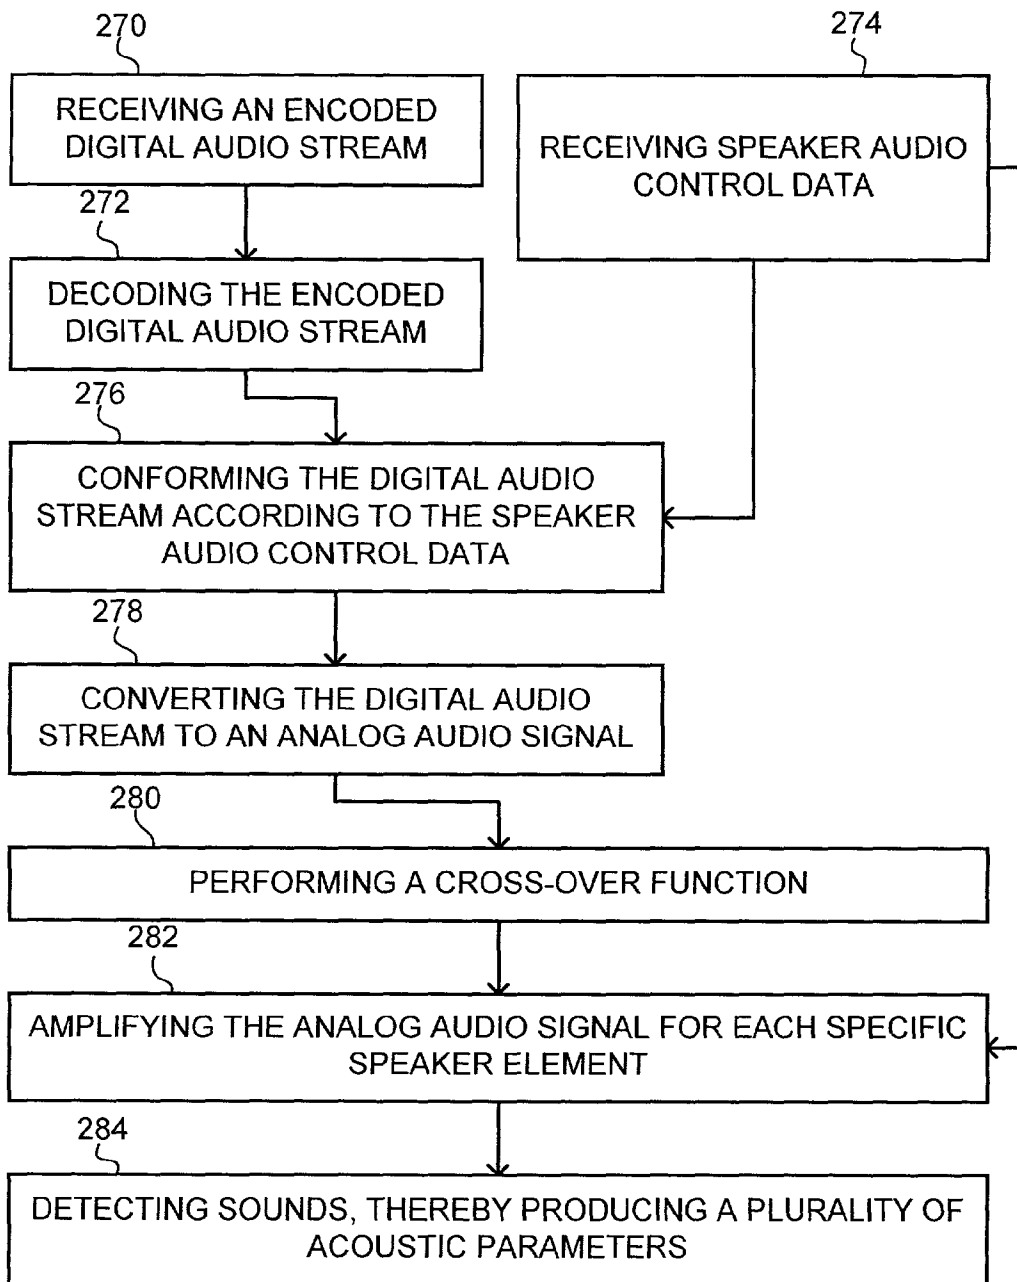 270
RECEIVING AN ENCODED
DIGITAL AUDIO STREAM
274
RECEIVING SPEAKER AUDIO
CONTROL DATA
272
DECODING THE ENCODED
DIGITAL AUDIO STREAM
276
CONFORMING THE DIGITAL AUDIO
STREAM ACCORDING TO THE SPEAKER
AUDIO CONTROL DATA
278
CONVERTING THE DIGITAL AUDIO
STREAM TO AN ANALOG AUDIO SIGNAL
280
PERFORMING A CROSS-OVER FUNCTION
282
AMPLIFYING THE ANALOG AUDIO SIGNAL FOR EACH SPECIFIC
SPEAKER ELEMENT
284
DETECTING SOUNDS, THEREBY PRODUCING A PLURALITY OF
ACOUSTIC PARAMETERS